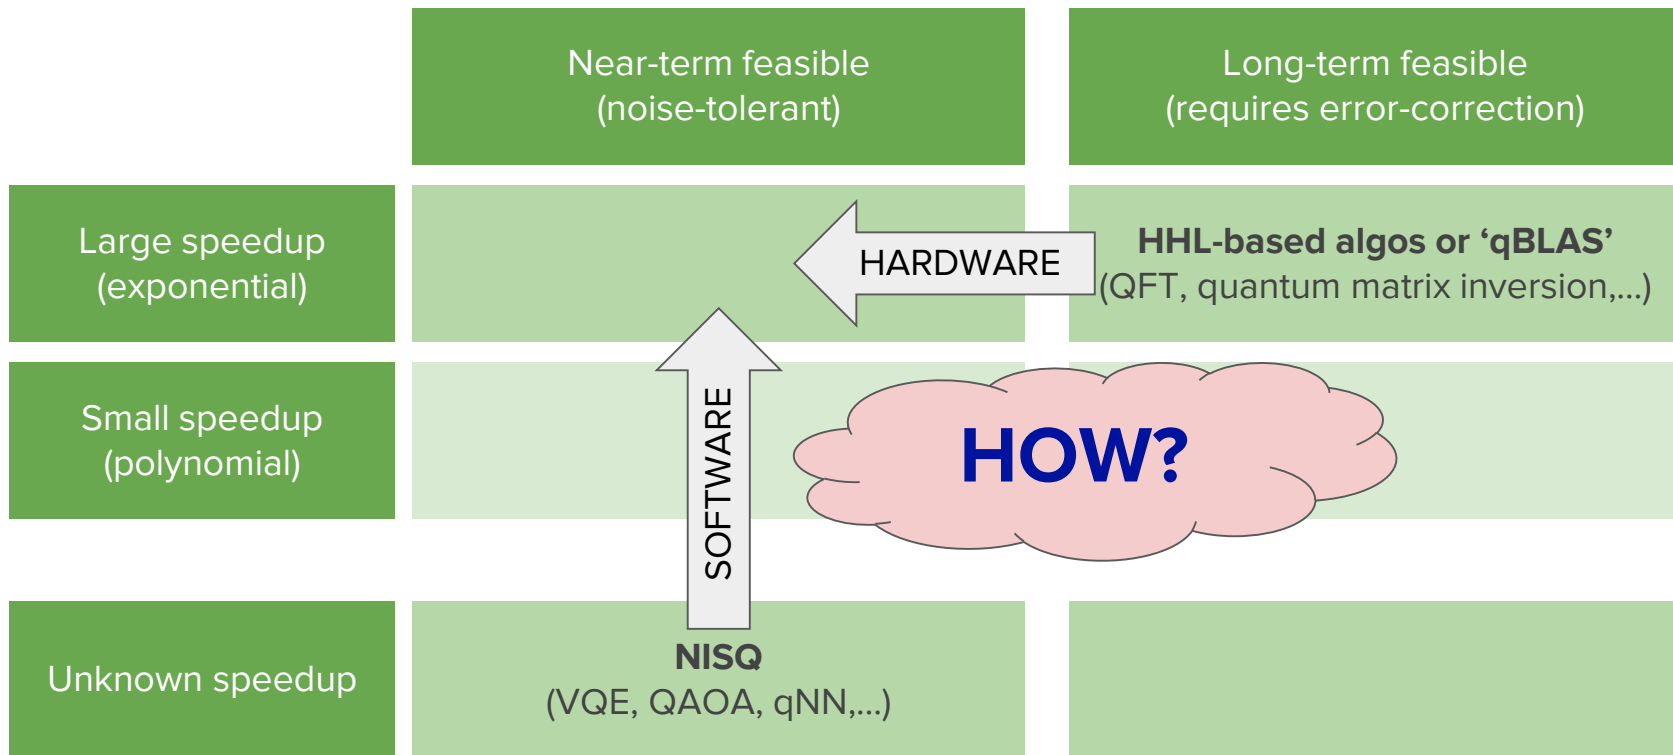 Near-term feasible
(noise-tolerant)
Long-term feasible
(requires error-correction)
Large speedup
(exponential)
HARDWARE
HHL-based algos or ‘qBLAS’
(QFT, quantum matrix inversion,...)
Small speedup
(polynomial)
SOFTWARE
HOW?
Unknown speedup
NISQ
(VQE, QAOA, qNN,...)